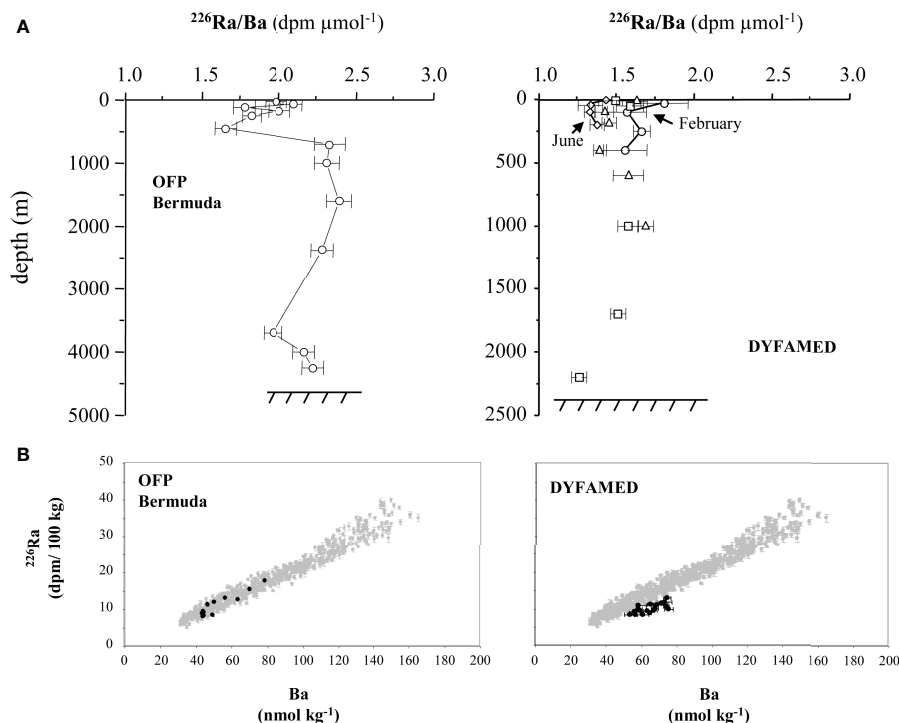 A
²²⁶Ra/Ba (dpm μmol⁻¹)
1.0 1.5 2.0 2.5 3.0
0
1000
2000
3000
4000
5000
depth (m)
OFP
Bermuda
²²⁶Ra/Ba (dpm μmol⁻¹)
1.0 1.5 2.0 2.5 3.0
0
500
1000
1500
2000
2500
June
February
DYFAMED
B
50
40
30
20
10
0
²²⁶Ra
(dpm/ 100 kg)
OFP
Bermuda
0 20 40 60 80 100 120 140 160 180 200
Ba
(nmol kg⁻¹)
DYFAMED
0 20 40 60 80 100 120 140 160 180 200
Ba
(nmol kg⁻¹)